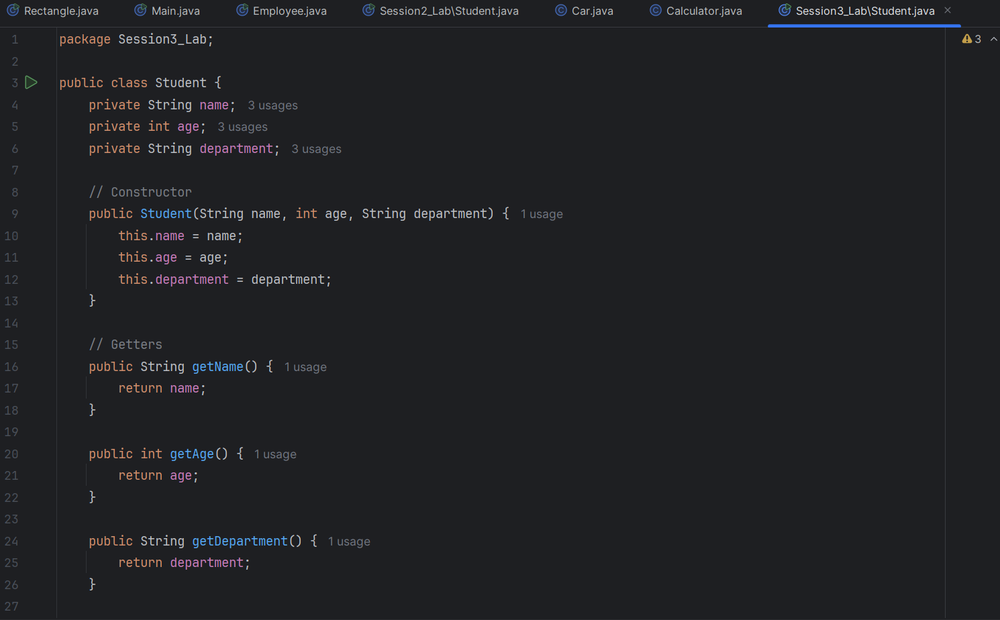 Rectangle.java Main.java Employee.java Session2_Lab\Student.java Car.java Calculator.java Session3_Lab\Student.java
1 package Session3_Lab; 3
2
3 public class Student {
4 private String name; 3 usages
5 private int age; 3 usages
6 private String department; 3 usages
7
8 // Constructor
9 public Student(String name, int age, String department) { 1 usage
10 this.name = name;
11 this.age = age;
12 this.department = department;
13 }
14
15 // Getters
16 public String getName() { 1 usage
17 return name;
18 }
19
20 public int getAge() { 1 usage
21 return age;
22 }
23
24 public String getDepartment() { 1 usage
25 return department;
26 }
27